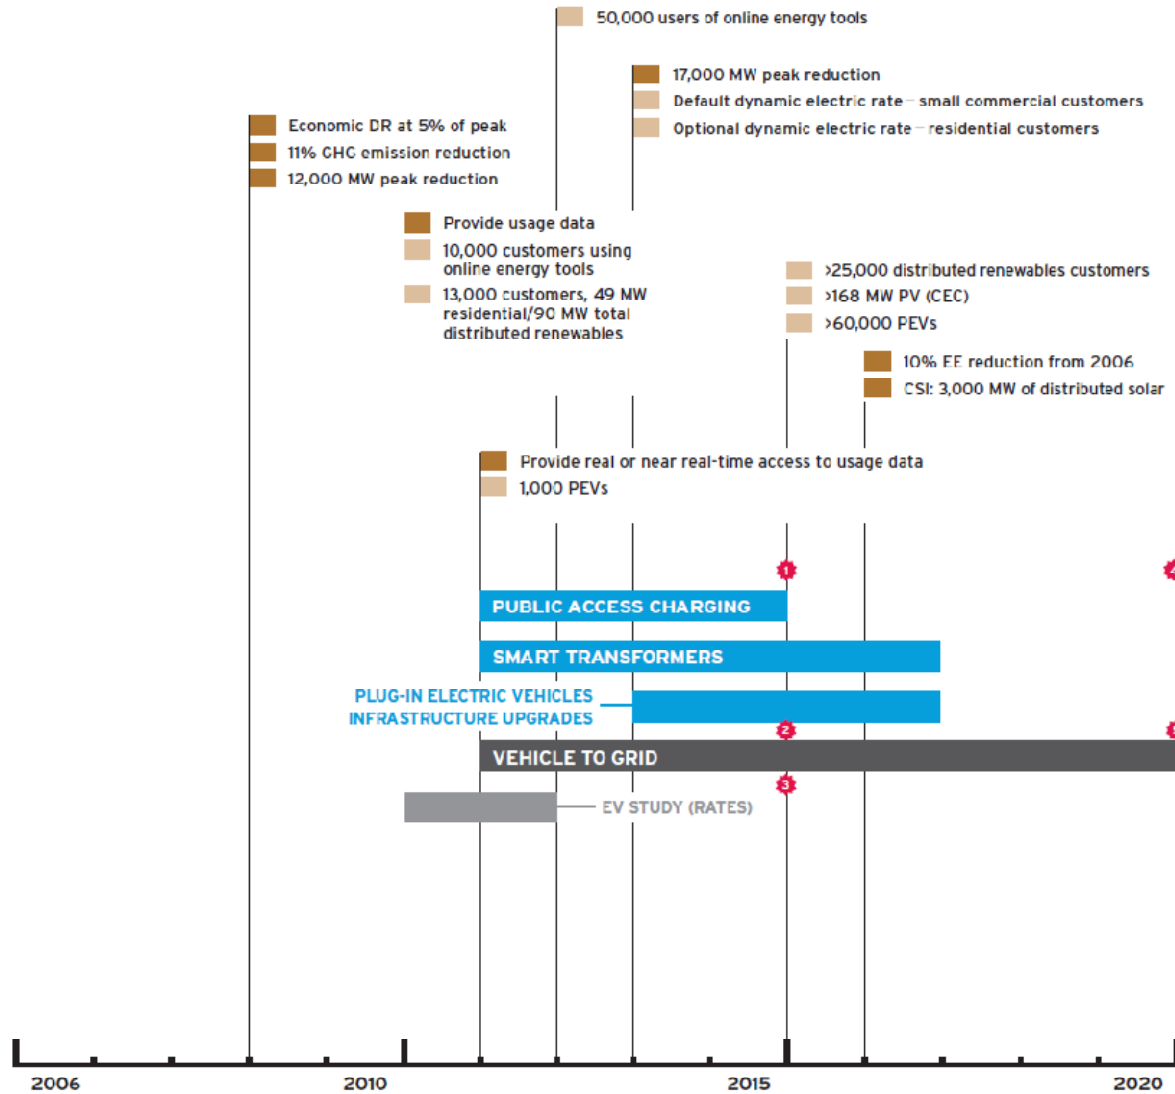 50,000 users of online energy tools
17,000 MW peak reduction
Default dynamic electric rate – small commercial customers
Optional dynamic electric rate – residential customers
Economic DR at 5% of peak
11% GHG emission reduction
12,000 MW peak reduction
Provide usage data
10,000 customers using
online energy tools
13,000 customers, 49 MW
residential/90 MW total
distributed renewables
>25,000 distributed renewables customers
>168 MW PV (CEC)
>60,000 PEVs
10% EE reduction from 2006
CSI: 3,000 MW of distributed solar
Provide real or near real-time access to usage data
1,000 PEVs
1
PUBLIC ACCESS CHARGING
SMART TRANSFORMERS
PLUG-IN ELECTRIC VEHICLES
INFRASTRUCTURE UPGRADES
2
VEHICLE TO GRID
3
EV STUDY (RATES)
2006
2010
2015
2020